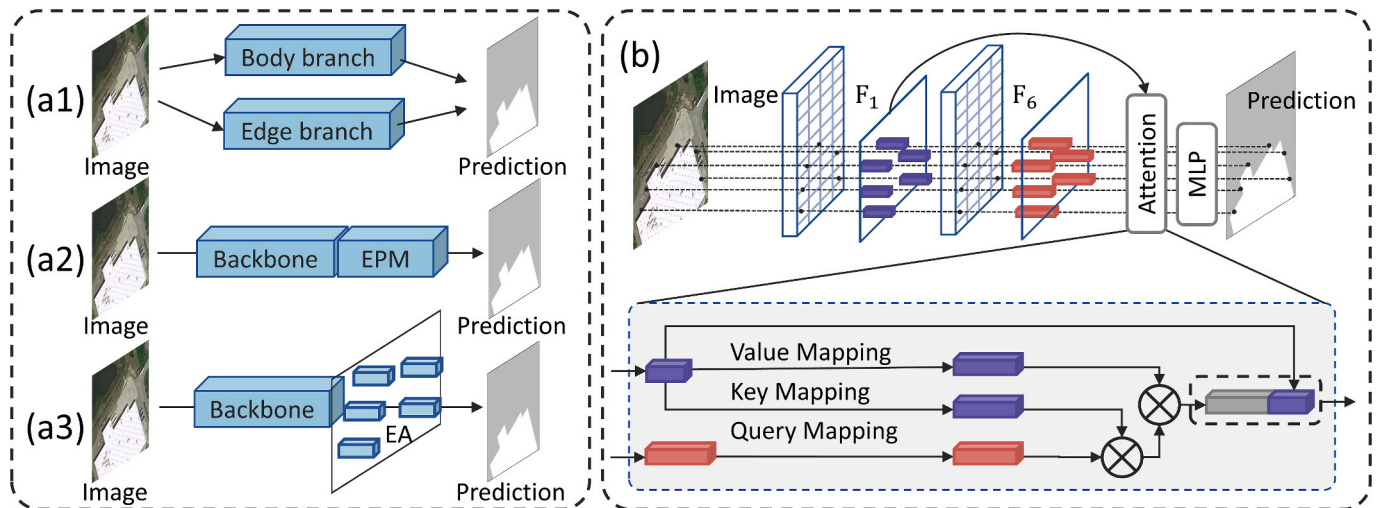 (a1)
Image
Body branch
Edge branch
Prediction
(a2)
Image
Backbone
EPM
Prediction
(a3)
Image
Backbone
EA
Prediction
(b)
Image
F₁
F₆
Attention
MLP
Prediction
Value Mapping
Key Mapping
Query Mapping